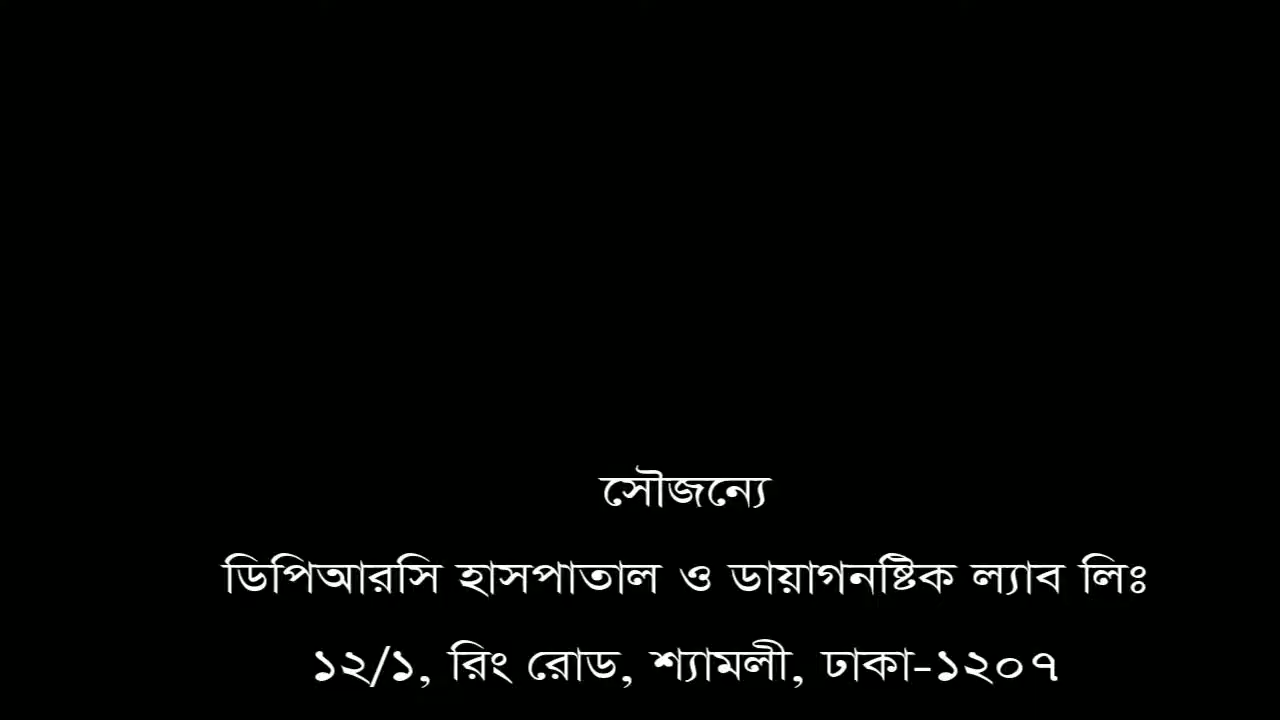 সৌজন্যে
ডিপিআরসি হাসপাতাল ও ডায়াগনষ্টিক ল্যাব লিঃ
১২/১, রিং রোড, শ্যামলী, ঢাকা-১২০৭